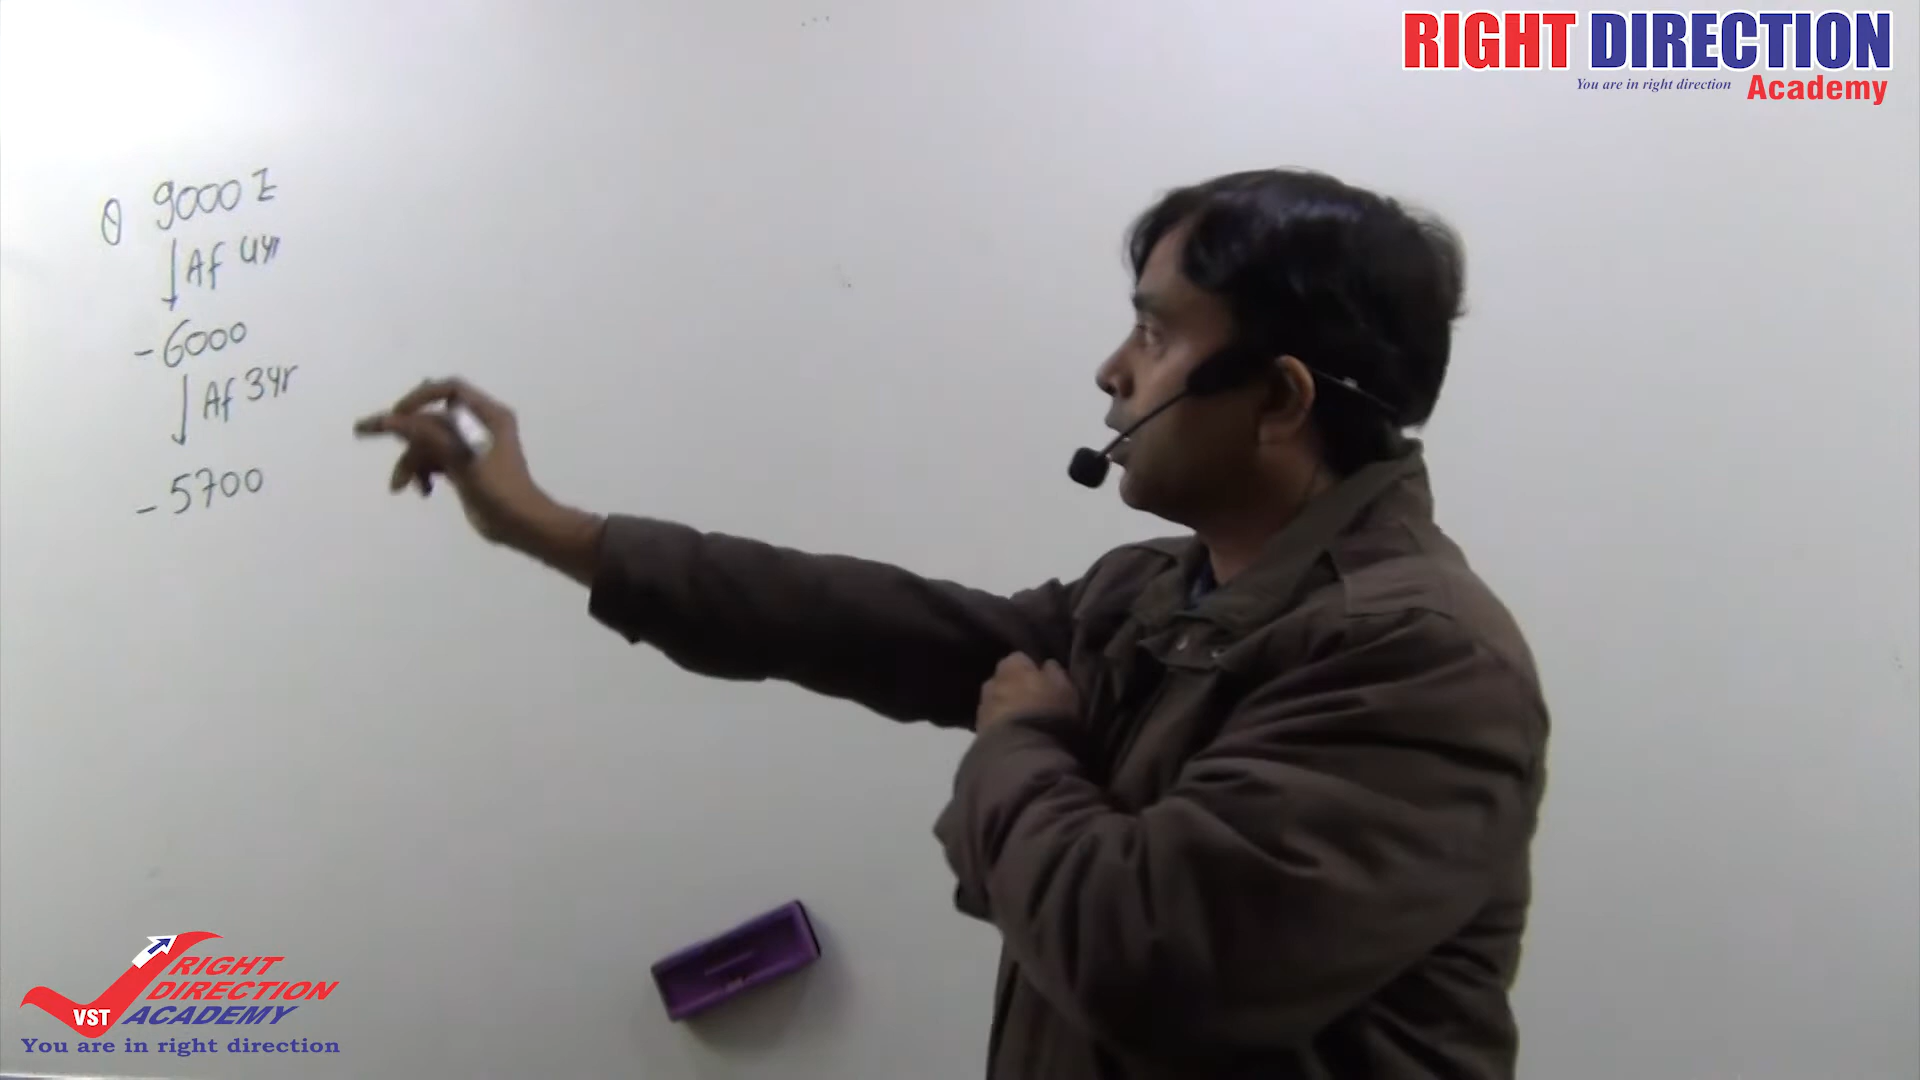 RIGHT DIRECTION
You are in right direction Academy
9000
Af 4yr
- 6000
Af 3yr
- 5700
RIGHT
DIRECTION
VST ACADEMY
You are in right direction